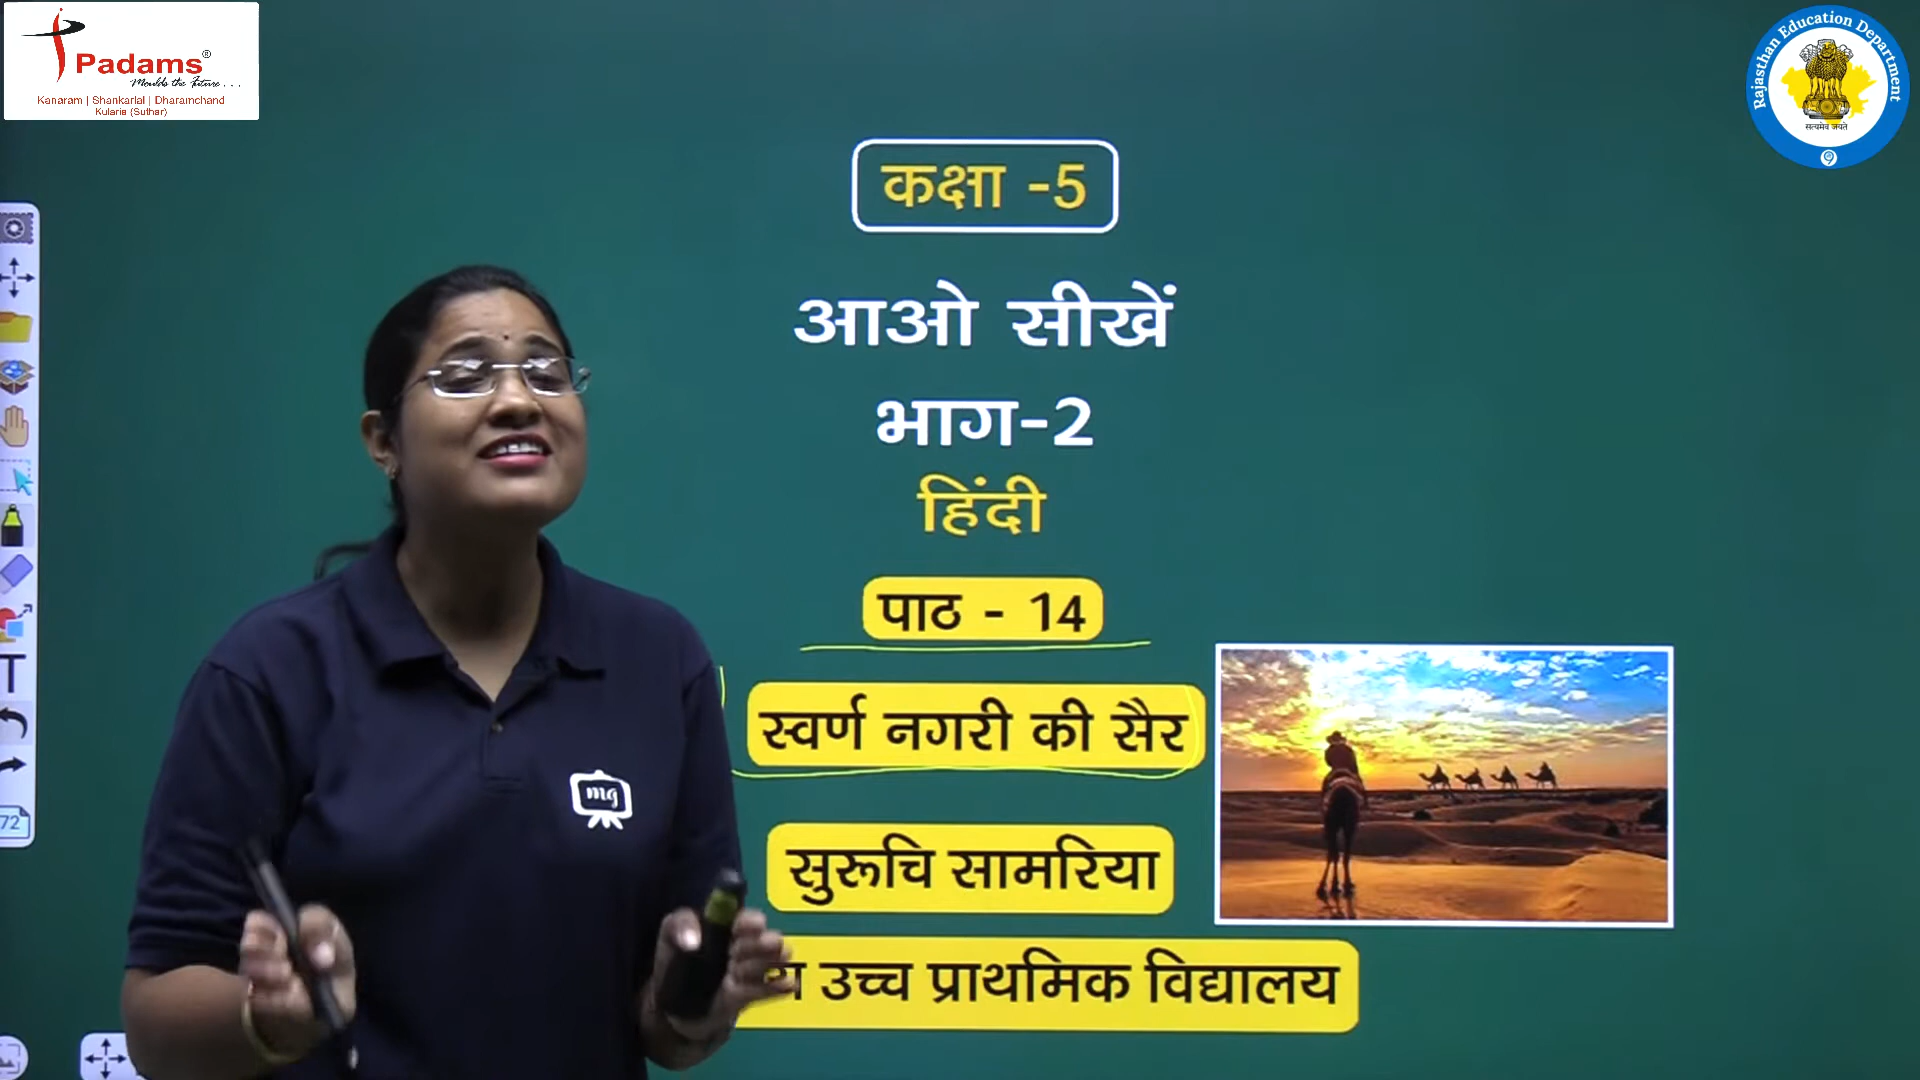 Padams®
Moulds the Future...
Kanaram | Shankarlal | Dharamchand
Kularia (Suthar)
Rajasthan Education Department
सत्यमेव जयते
कक्षा -5
आओ सीखें
भाग-2
हिंदी
पाठ - 14
स्वर्ण नगरी की सैर
सुरूचि सामरिया
उच्च प्राथमिक विद्यालय
mg
T
72